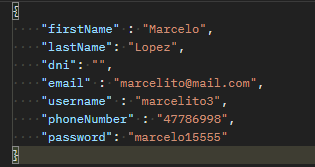 {
"firstName" : "Marcelo",
"lastName": "Lopez",
"dni": "",
"email" : "marcelito@mail.com",
"username" : "marcelito3",
"phoneNumber" : "47786998",
"password": "marcelo15555"
}